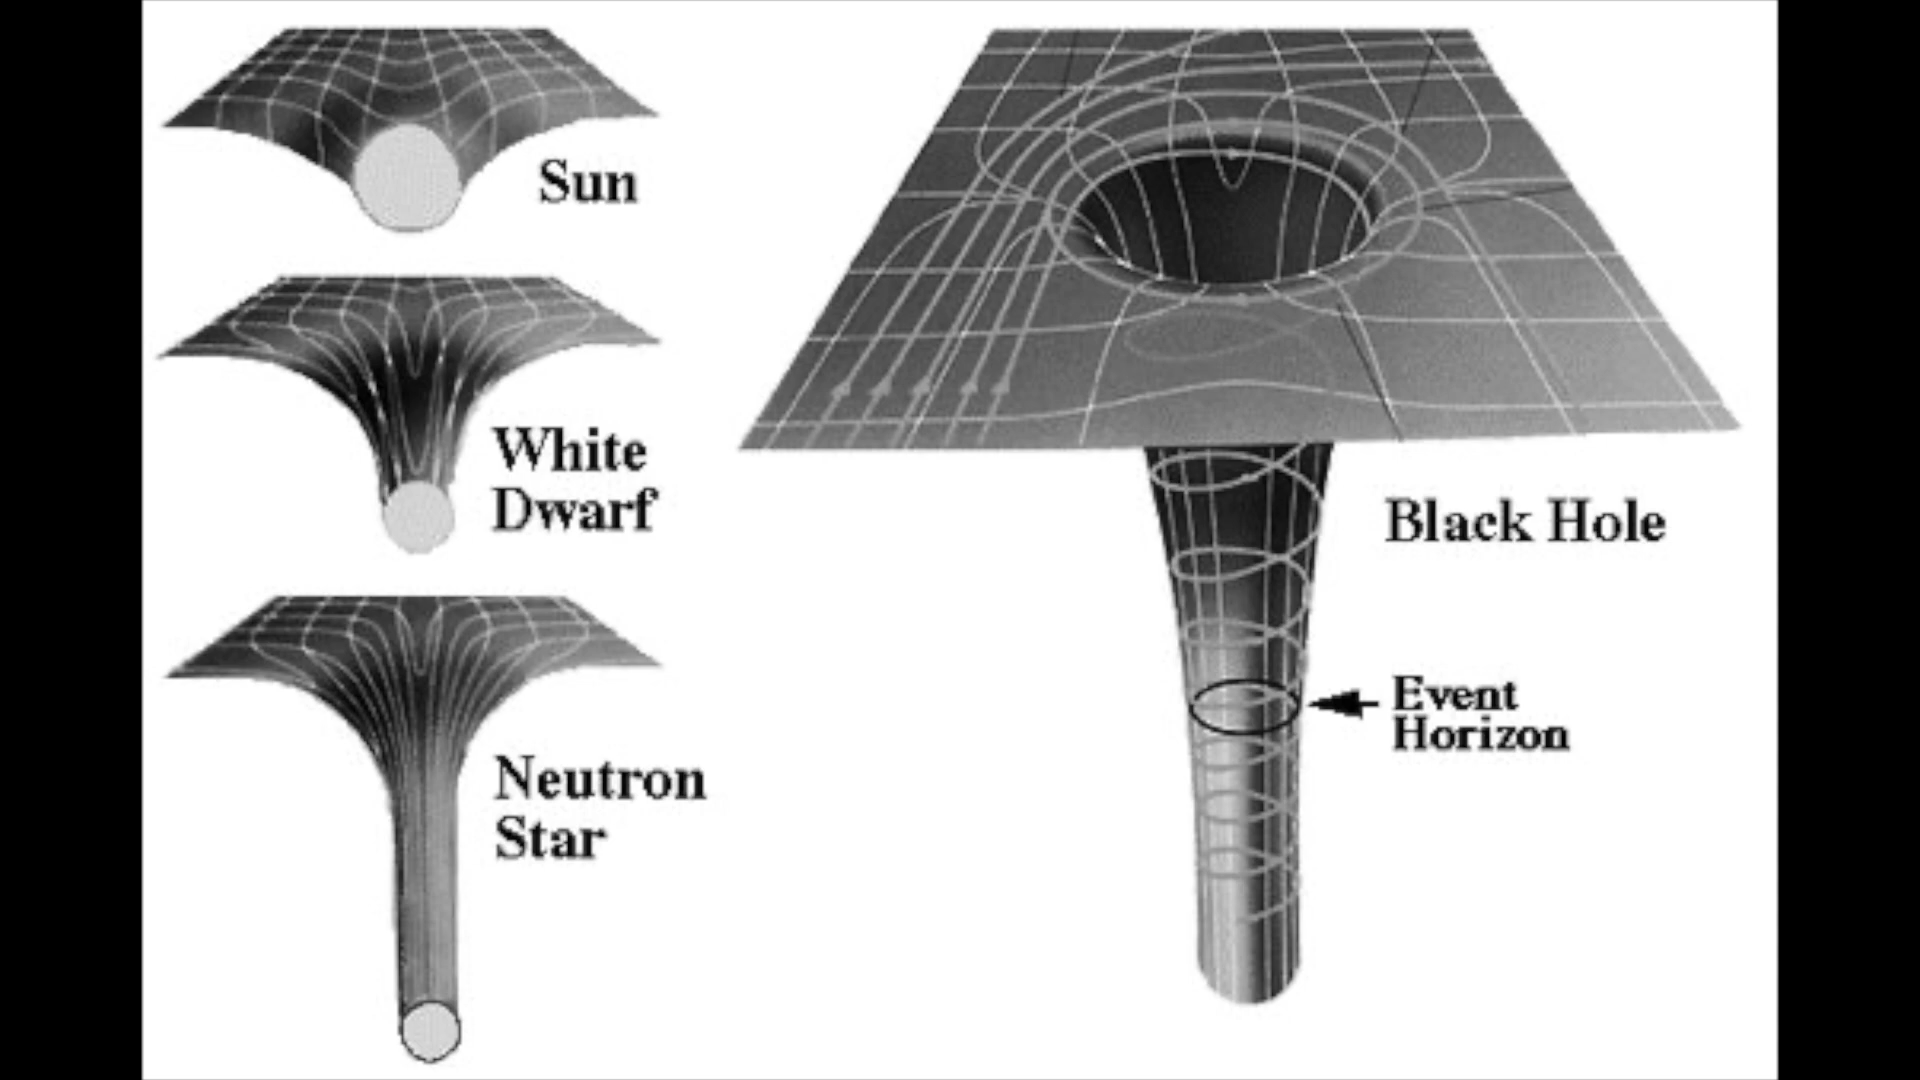 Sun
White
Dwarf
Neutron
Star
Black Hole
Event
Horizon